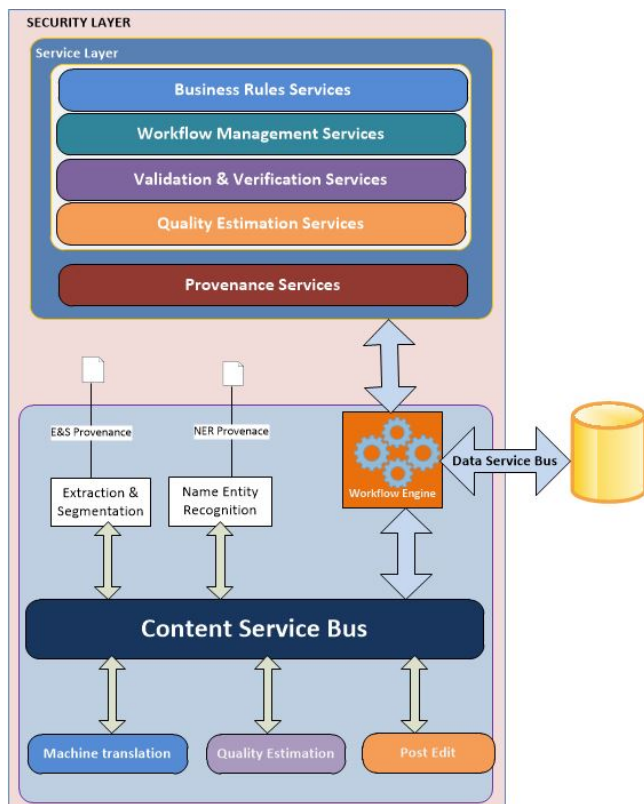 SECURITY LAYER
Service Layer
Business Rules Services
Workflow Management Services
Validation & Verification Services
Quality Estimation Services
Provenance Services
E&S Provenance
NER Provenace
Extraction &
Segmentation
Name Entity
Recognition
Workflow Engine
Data Service Bus
Content Service Bus
Machine translation
Quality Estimation
Post Edit